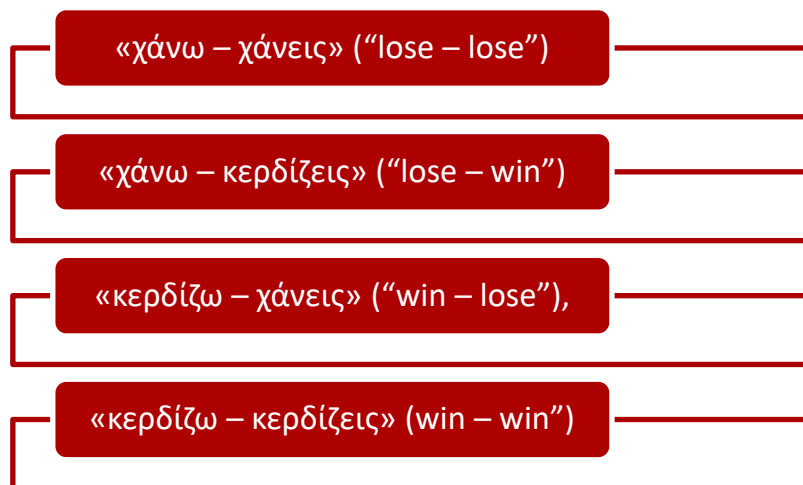 «χάνω – χάνεις» (“lose – lose”)
«χάνω – κερδίζεις» (“lose – win”)
«κερδίζω – χάνεις» (“win – lose”),
«κερδίζω – κερδίζεις» (win – win”)